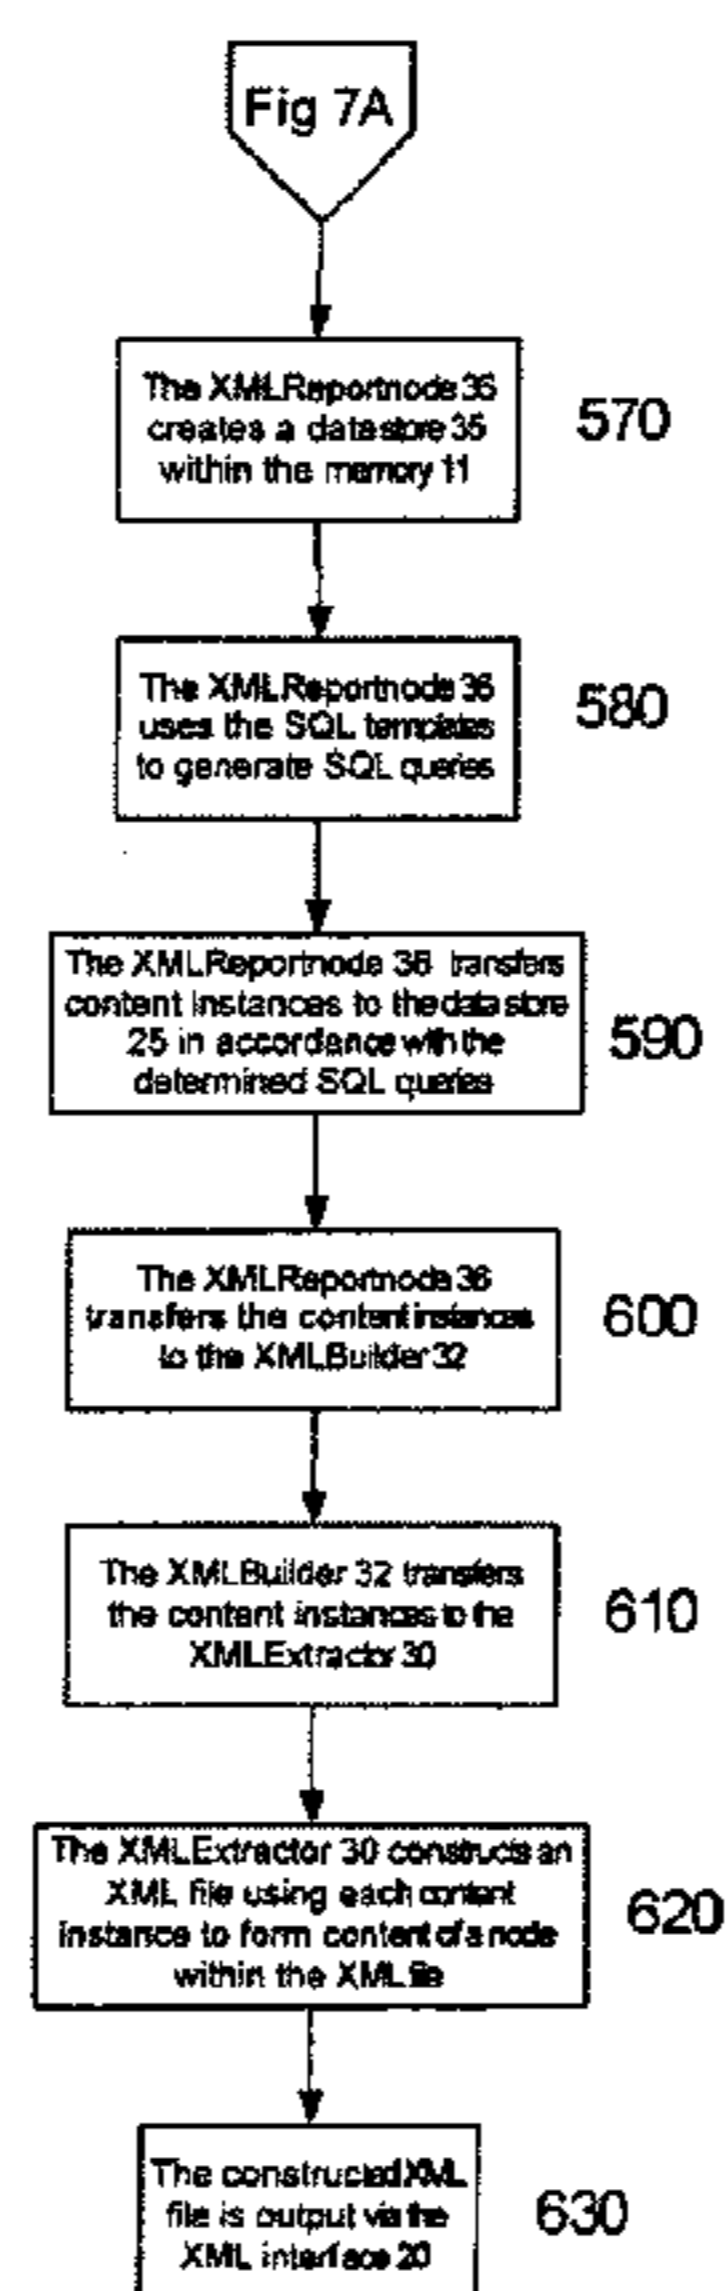 Fig 7A
The XMLReportnode 36
creates a data store 35
within the memory 11
570
The XMLReportnode 36
uses the SQL templates
to generate SQL queries
580
The XMLReportnode 36 transfers
content instances to the data store
25 in accordance with the
determined SQL queries
590
The XMLReportnode 36
transfers the content instances
to the XMLBuilder 32
600
The XMLBuilder 32 transfers
the content instances to the
XMLExtractor 30
610
The XMLExtractor 30 constructs an
XML file using each content
instance to form content of a node
within the XML file
620
The constructed XML
file is output via the
XML interface 20
630